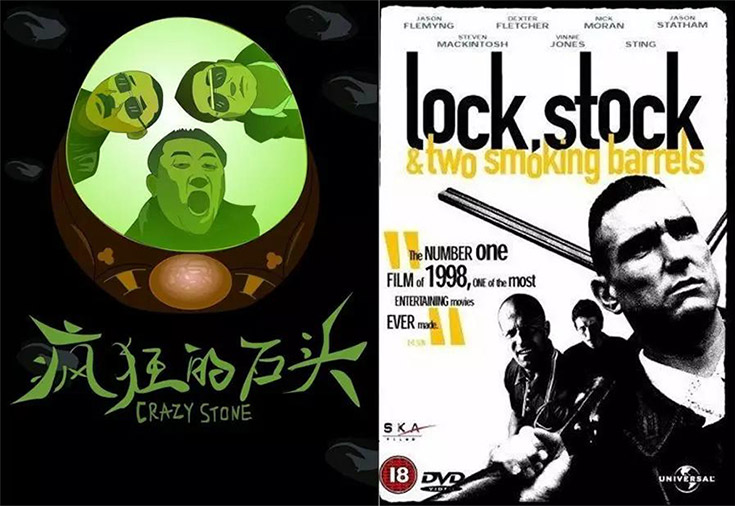 疯狂的石头
CRAZY STONE
JASON FLEMYNG
DEXTER FLETCHER
NICK MORAN
JASON STATHAM
STEVEN MACKINTOSH
VINNIE JONES
STING
lock, stock
& two smoking barrels
"The NUMBER one
FILM of 1998, ONE of the most
ENTERTAINING movies
EVER made."
SKA
FILMS
18
DVD
VIDEO
UNIVERSAL